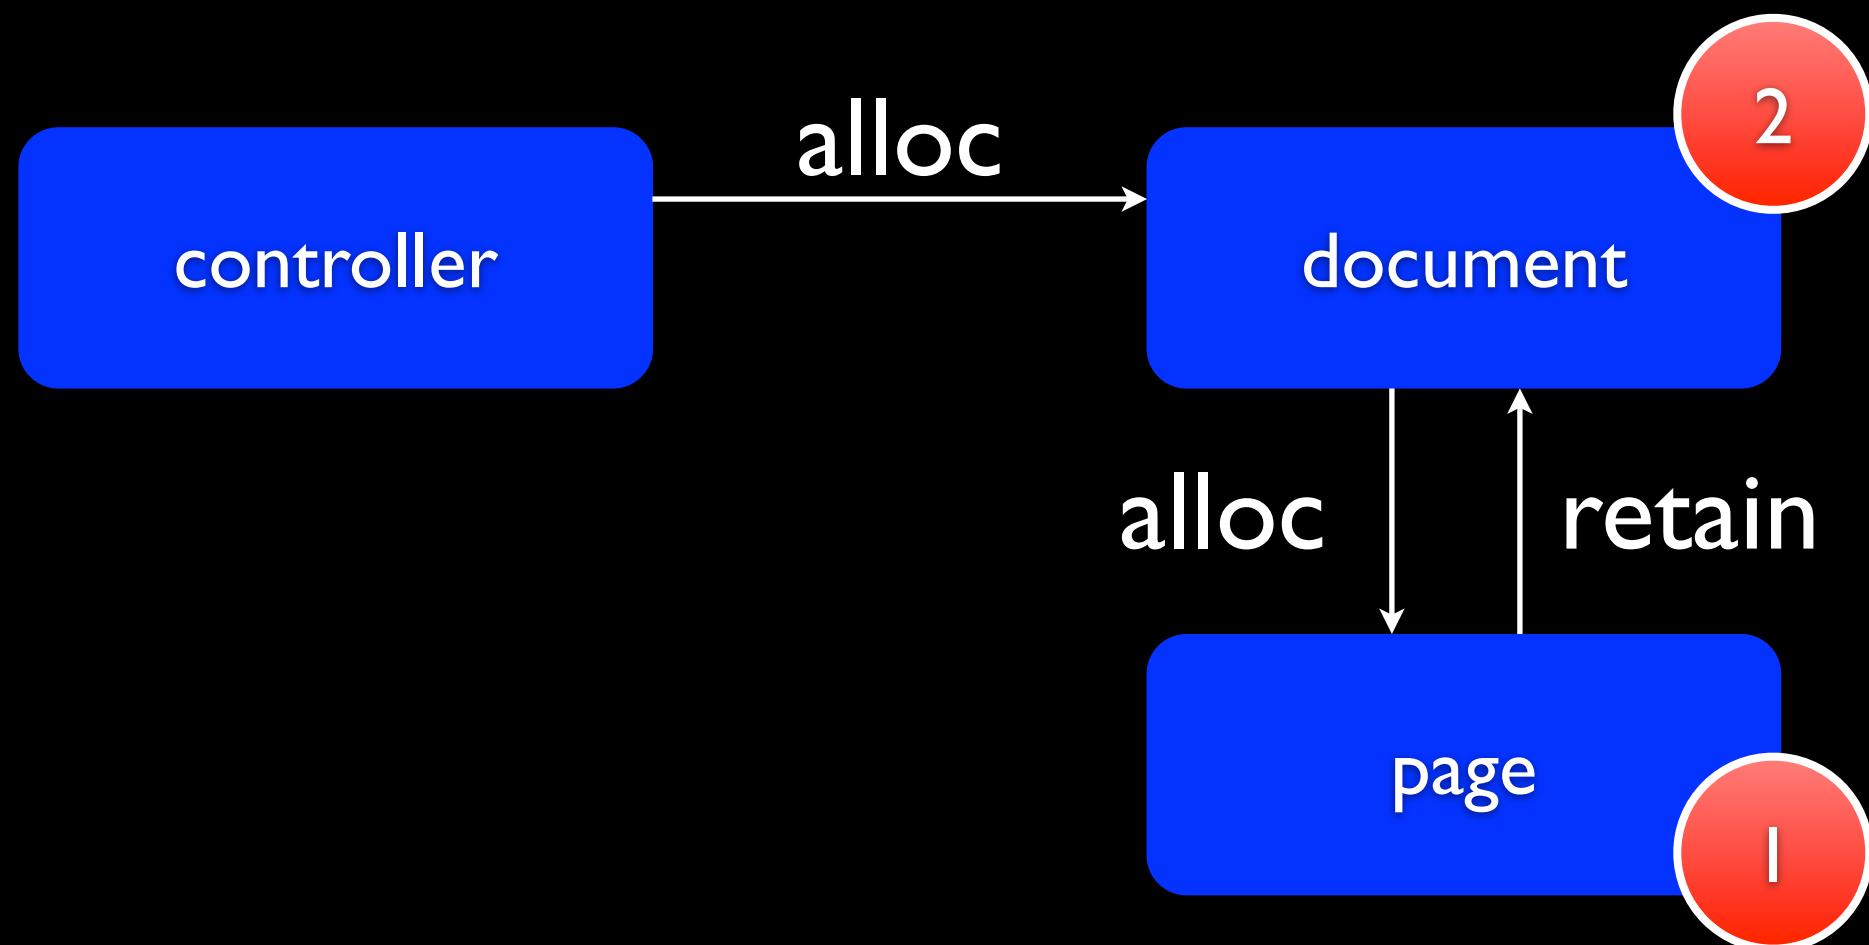 2
alloc
controller
document
alloc
retain
page
1